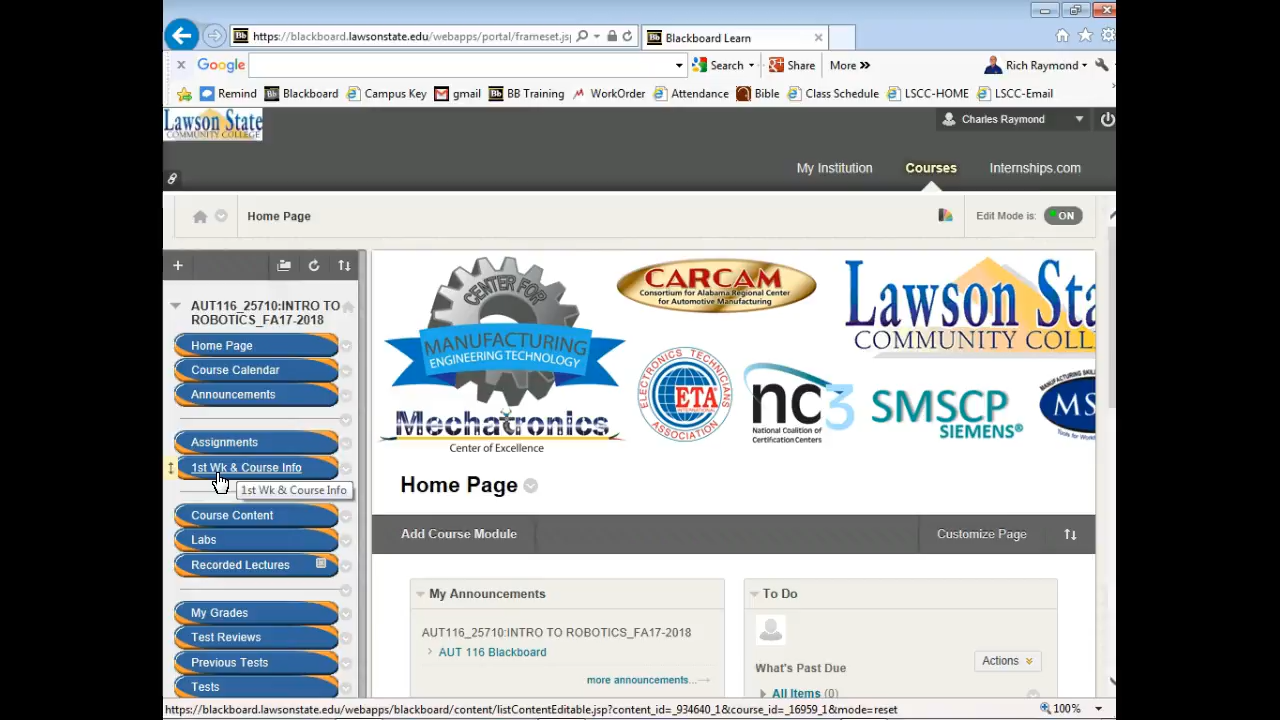 https://blackboard.lawsonstate.edu/webapps/portal/frameset.jsp
Bb Blackboard Learn
Google Search Share More » Rich Raymond
Remind Blackboard Campus Key gmail BB Training WorkOrder Attendance Bible Class Schedule LSCC-HOME LSCC-Email
Lawson State
COMMUNITY COLLEGE
Charles Raymond
My Institution Courses Internships.com
Home Page
Edit Mode is: ON
AUT116_25710:INTRO TO
ROBOTICS_FA17-2018
Home Page
Course Calendar
Announcements
Assignments
1st Wk & Course Info
1st Wk & Course Info
Course Content
Labs
Recorded Lectures
My Grades
Test Reviews
Previous Tests
Tests
CENTER FOR
MANUFACTURING
ENGINEERING TECHNOLOGY
Mechatronics
Center of Excellence
CARCAM
Consortium for Alabama Regional Center
for Automotive Manufacturing
ELECTRONICS TECHNICIANS
ETA
INTERNATIONAL
ASSOCIATION
nc3
National Coalition of
Certification Centers
Lawson Sta
COMMUNITY COLL
SMSCP
SIEMENS
MANUFACTURING SKILL
MS
Home Page
Add Course Module
Customize Page
My Announcements
AUT116_25710:INTRO TO ROBOTICS_FA17-2018
AUT 116 Blackboard
more announcements...
To Do
What's Past Due
Actions
All Items (0)
https://blackboard.lawsonstate.edu/webapps/blackboard/content/listContentEditable.jsp?content_id=_934640_1&course_id=_16959_1&mode=reset
100%